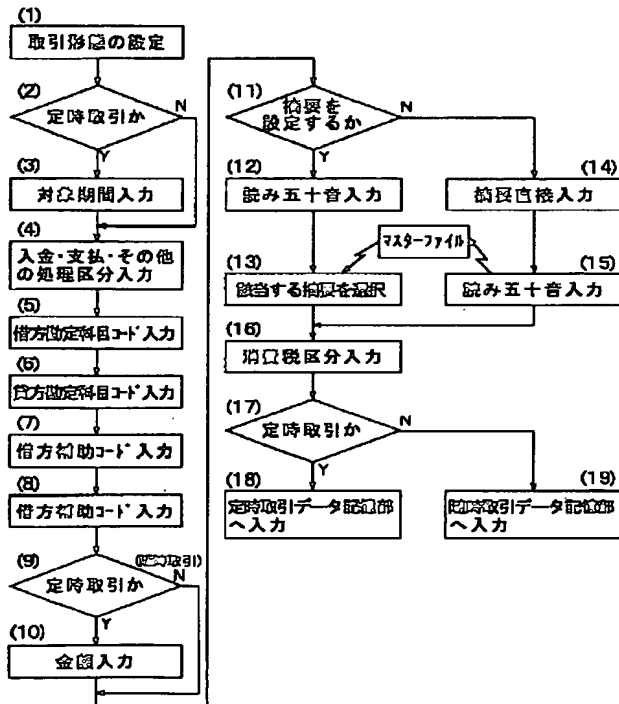 (1)
取引形態の設定
(2)
定時取引か
N
Y
(3)
対象期間入力
(4)
入金・支払・その他
の処理区分入力
(5)
借方勘定科目コード入力
(6)
貸方勘定科目コード入力
(7)
借方補助コード入力
(8)
借方補助コード入力
(9)
(臨時取引)
定時取引か
N
Y
(10)
金額入力
(11)
摘要を
設定するか
N
Y
(12)
読み五十音入力
(14)
摘要直接入力
マスターファイル
(13)
該当する摘要を選択
(15)
読み五十音入力
(16)
消費税区分入力
(17)
定時取引か
N
Y
(18)
定時取引データ記憶部
へ入力
(19)
臨時取引データ記憶部
へ入力